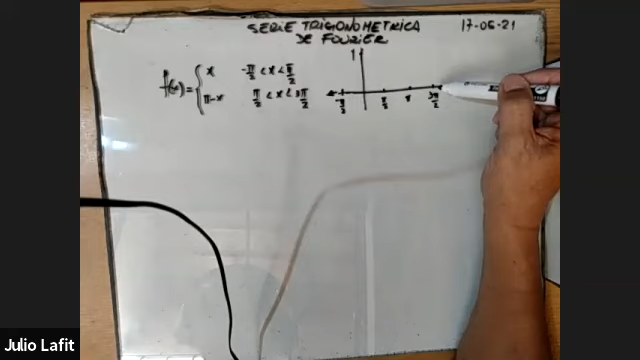 SERIE TRIGONOMETRICA 17-06-21
DE FOURIER
f(x) = { x -π/2 < x < π/2
π-x π/2 < x < 3π/2
1
-π/2 π/2 π 3π/2
Julio Lafit